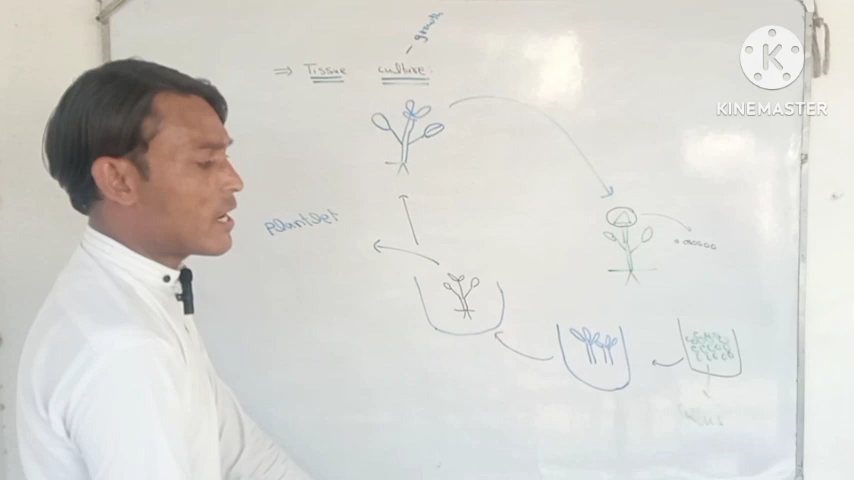 - growth
⇒ Tissue culture:
K
KINEMASTER
plantlet